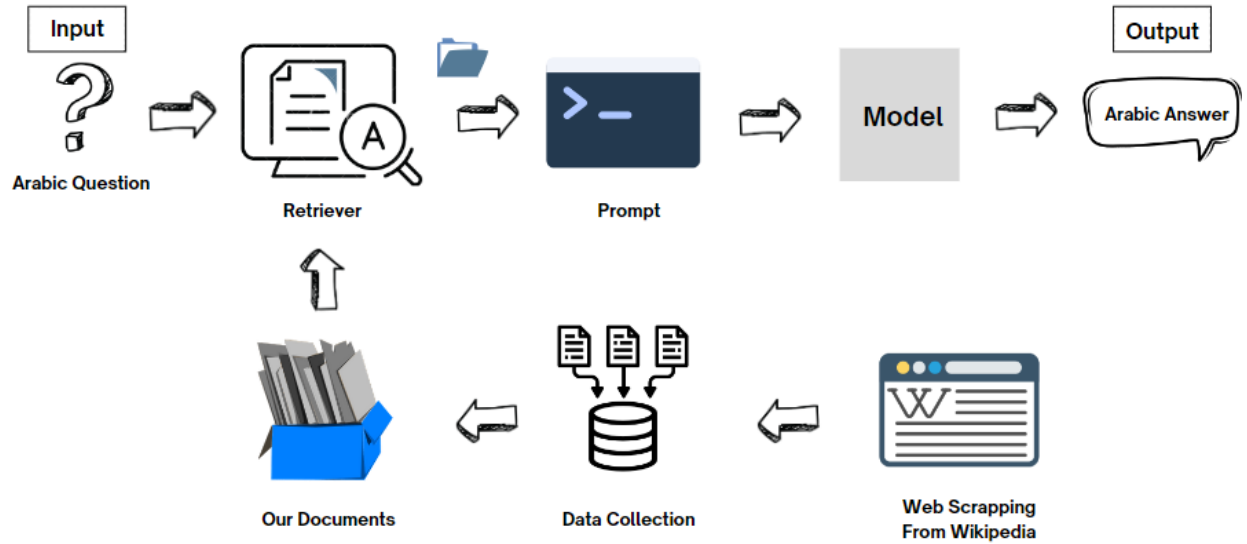 Input
Output
A
Model
Arabic Answer
Arabic Question
Retriever
Prompt
W
Our Documents
Data Collection
Web Scrapping
From Wikipedia